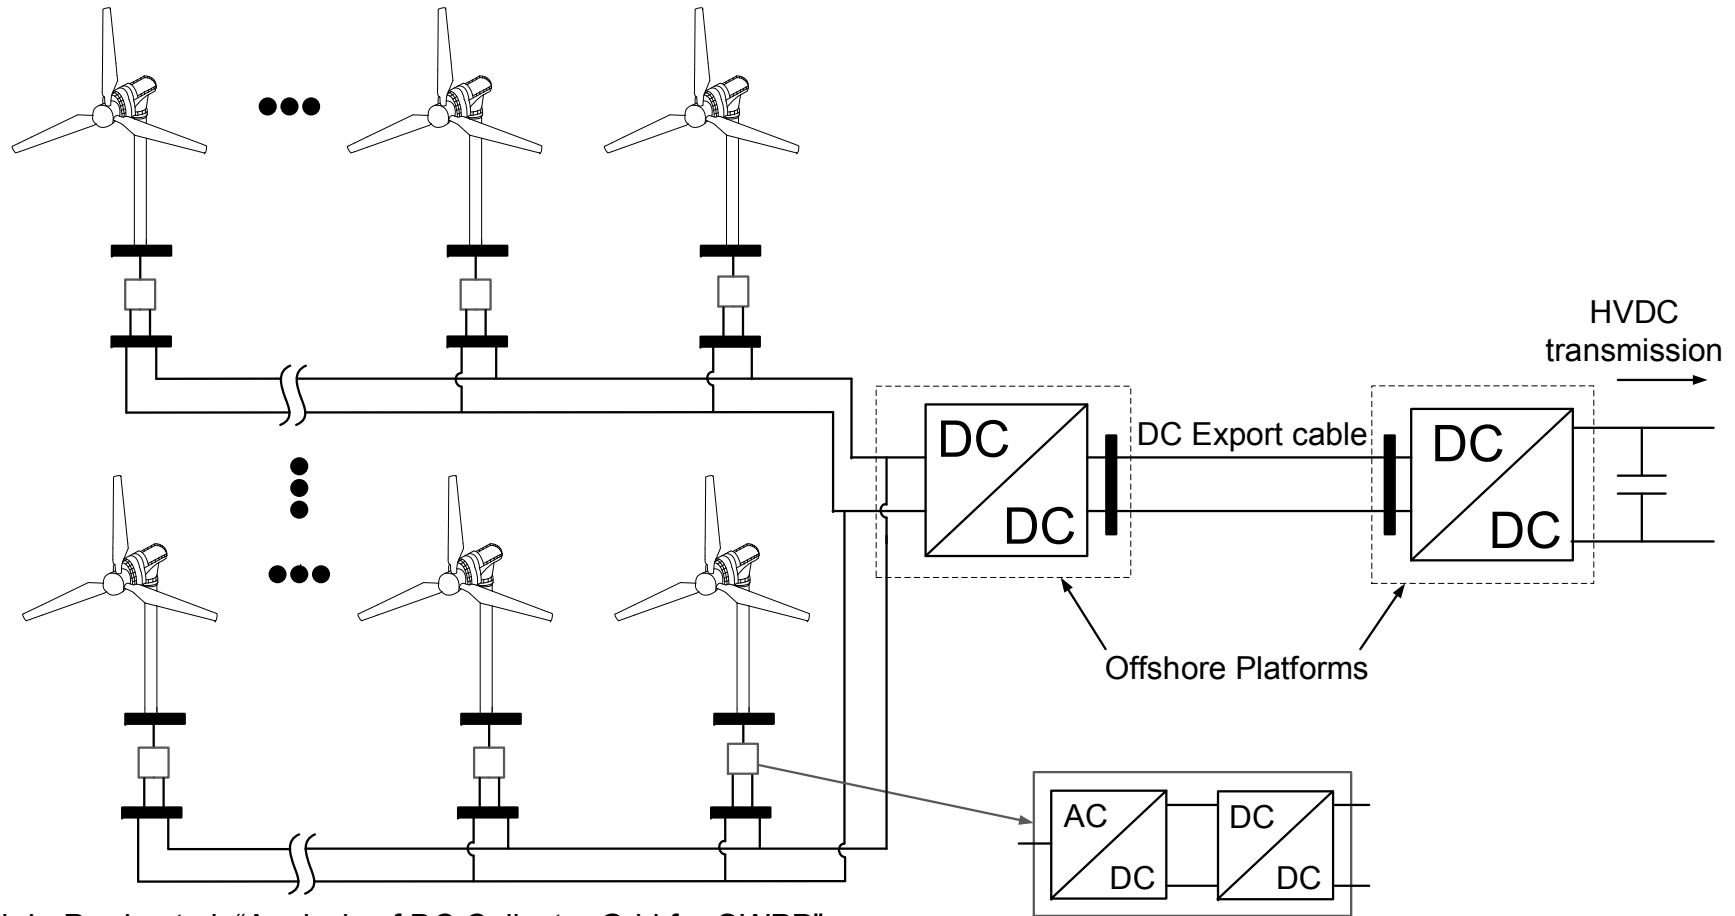 HVDC
transmission
DC
DC
DC Export cable
DC
DC
Offshore Platforms
AC
DC
DC
DC